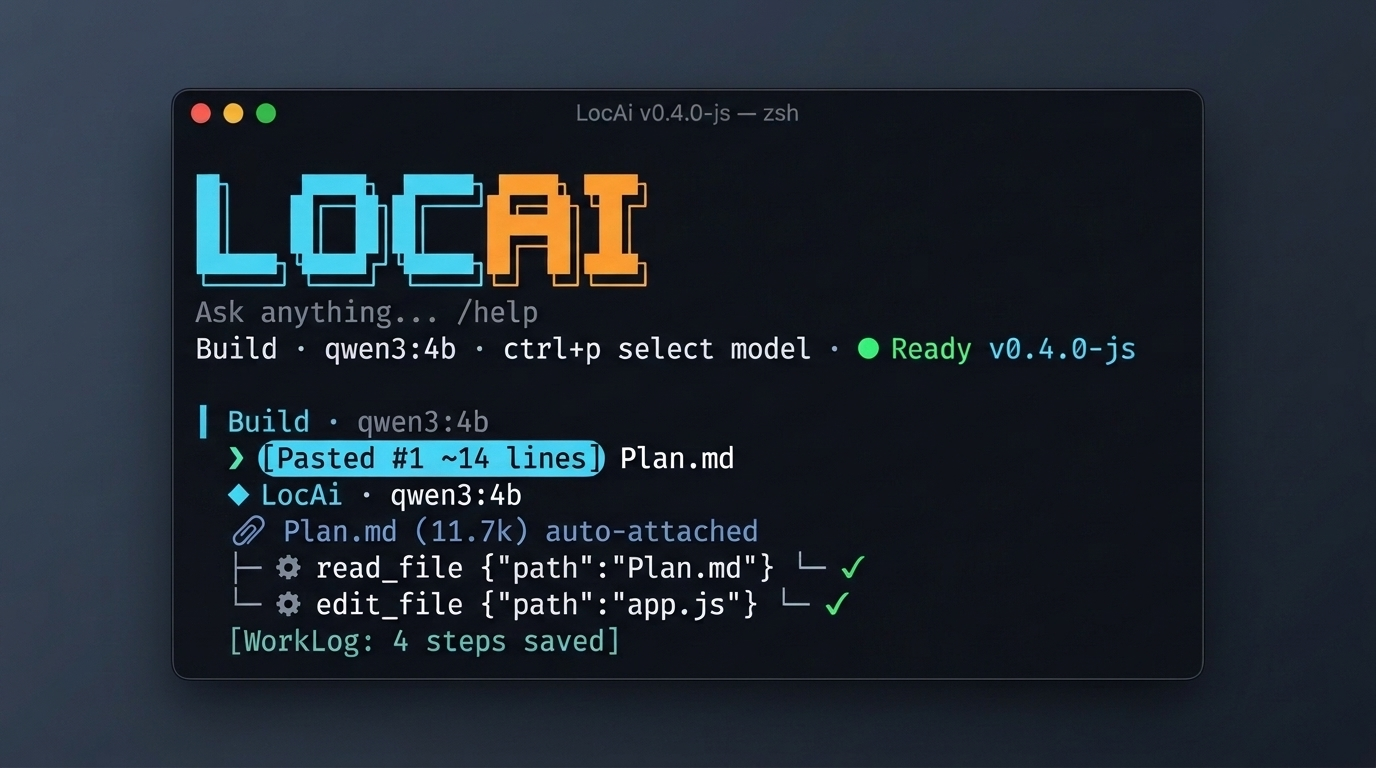 LocAi v0.4.0-js — zsh
LOCAI
Ask anything... /help
Build · qwen3:4b · ctrl+p select model · ● Ready v0.4.0-js
Build · qwen3:4b
❯ [Pasted #1 ~14 lines] Plan.md
◆ LocAi · qwen3:4b
📎 Plan.md (11.7k) auto-attached
├─ ⚙ read_file {"path":"Plan.md"} └─ ✓
└─ ⚙ edit_file {"path":"app.js"} └─ ✓
[WorkLog: 4 steps saved]